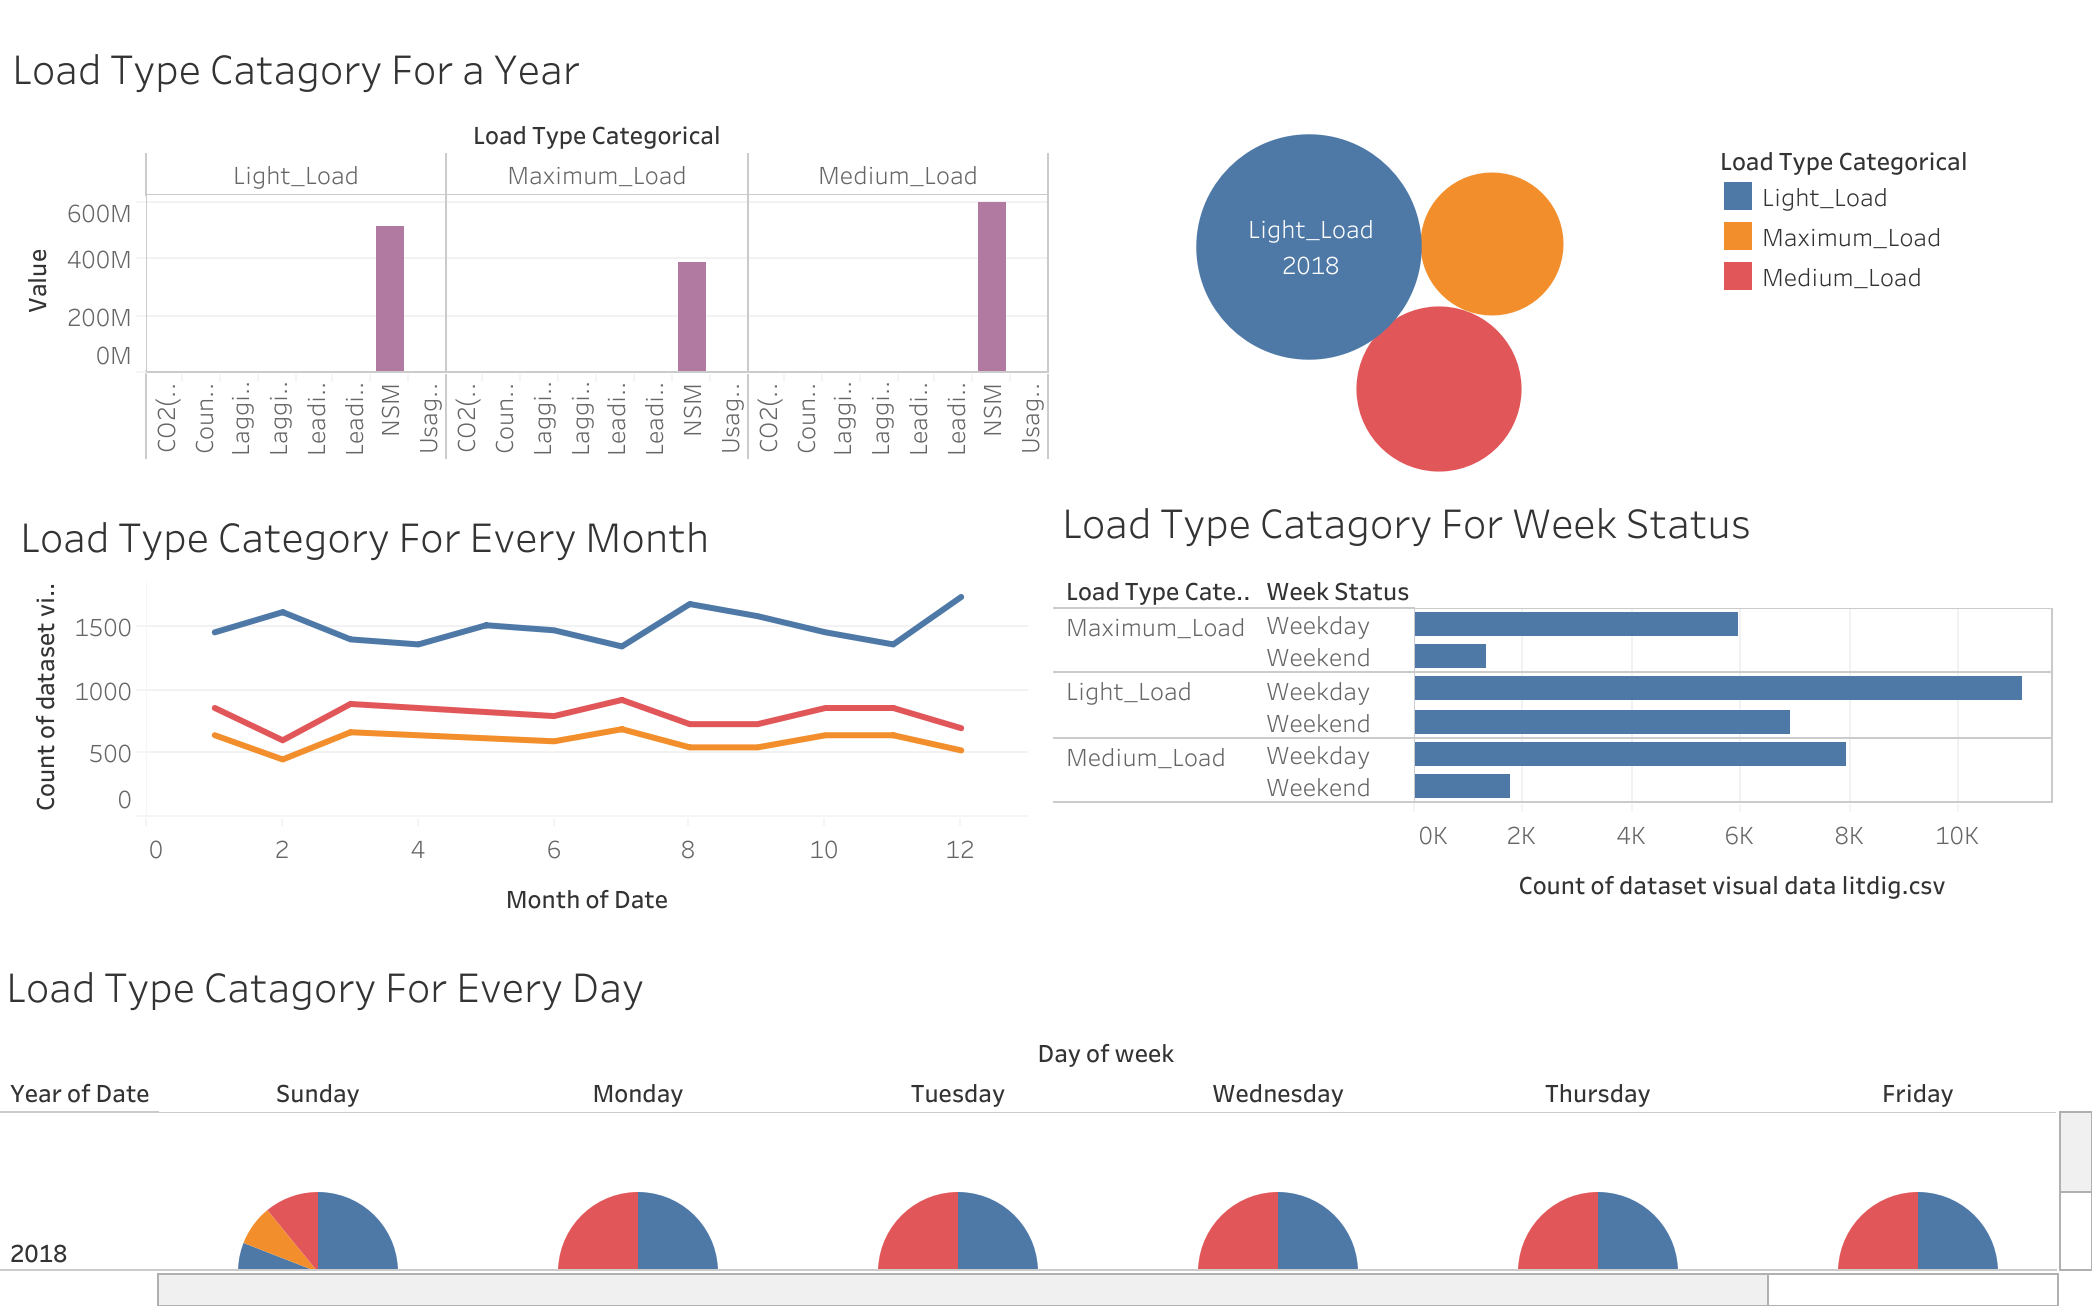 Load Type Catagory For a Year
Load Type Categorical
Light_Load Maximum_Load Medium_Load
Value
600M
400M
200M
0M
CO2(.. Coun.. Laggi.. Laggi.. Leadi.. Leadi.. NSM Usag.. CO2(.. Coun.. Laggi.. Laggi.. Leadi.. Leadi.. NSM Usag.. CO2(.. Coun.. Laggi.. Laggi.. Leadi.. Leadi.. NSM Usag..
Light_Load
2018
Load Type Categorical
Light_Load
Maximum_Load
Medium_Load
Load Type Category For Every Month
Count of dataset vi..
1500
1000
500
0
0 2 4 6 8 10 12
Month of Date
Load Type Catagory For Week Status
Load Type Cate.. Week Status
Maximum_Load Weekday
Weekend
Light_Load Weekday
Weekend
Medium_Load Weekday
Weekend
0K 2K 4K 6K 8K 10K
Count of dataset visual data litdig.csv
Load Type Catagory For Every Day
Day of week
Year of Date Sunday Monday Tuesday Wednesday Thursday Friday
2018